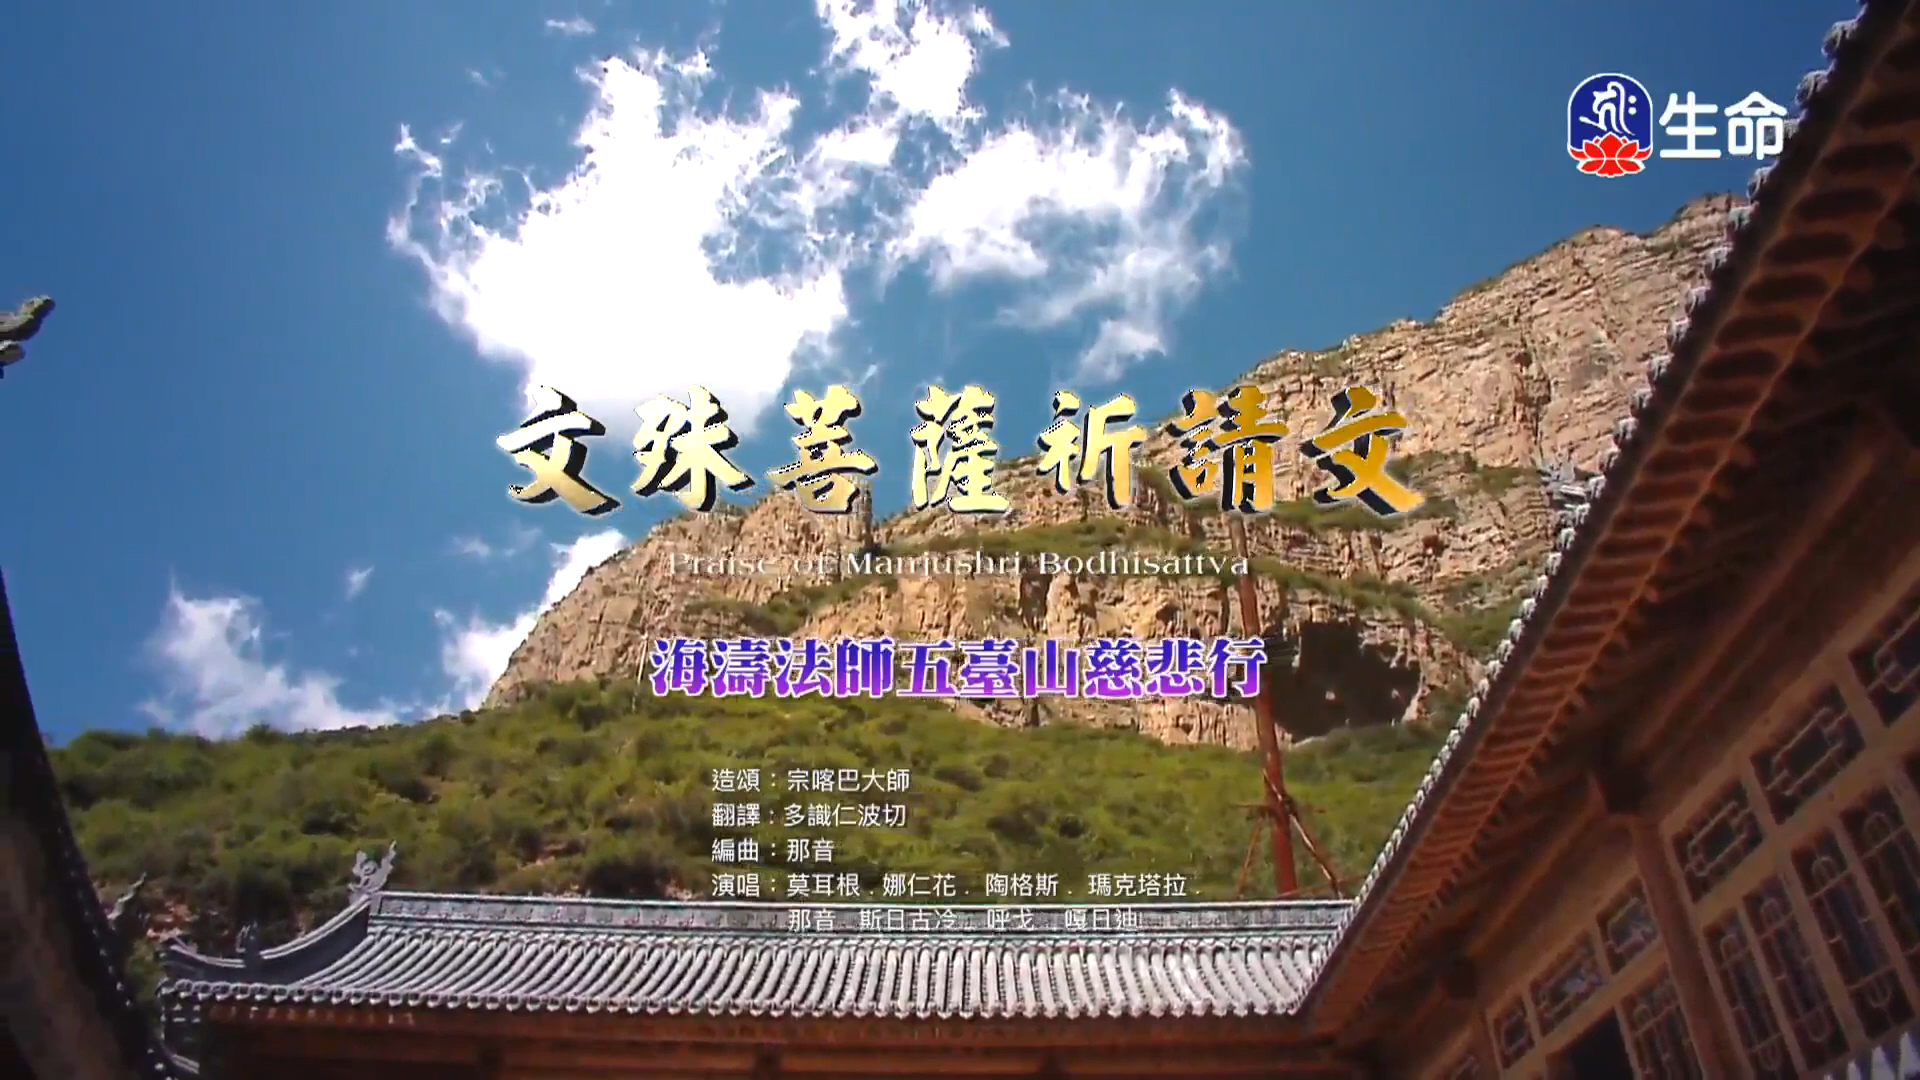 生命
文殊菩薩祈請文
Praise of Manjushri Bodhisattva
海濤法師五臺山慈悲行
造頌：宗喀巴大師
翻譯：多識仁波切
編曲：那音
演唱：莫耳根 . 娜仁花 . 陶格斯 . 瑪克塔拉 .
那音 . 斯日古冷 . 呼戈 . 嘎日迪